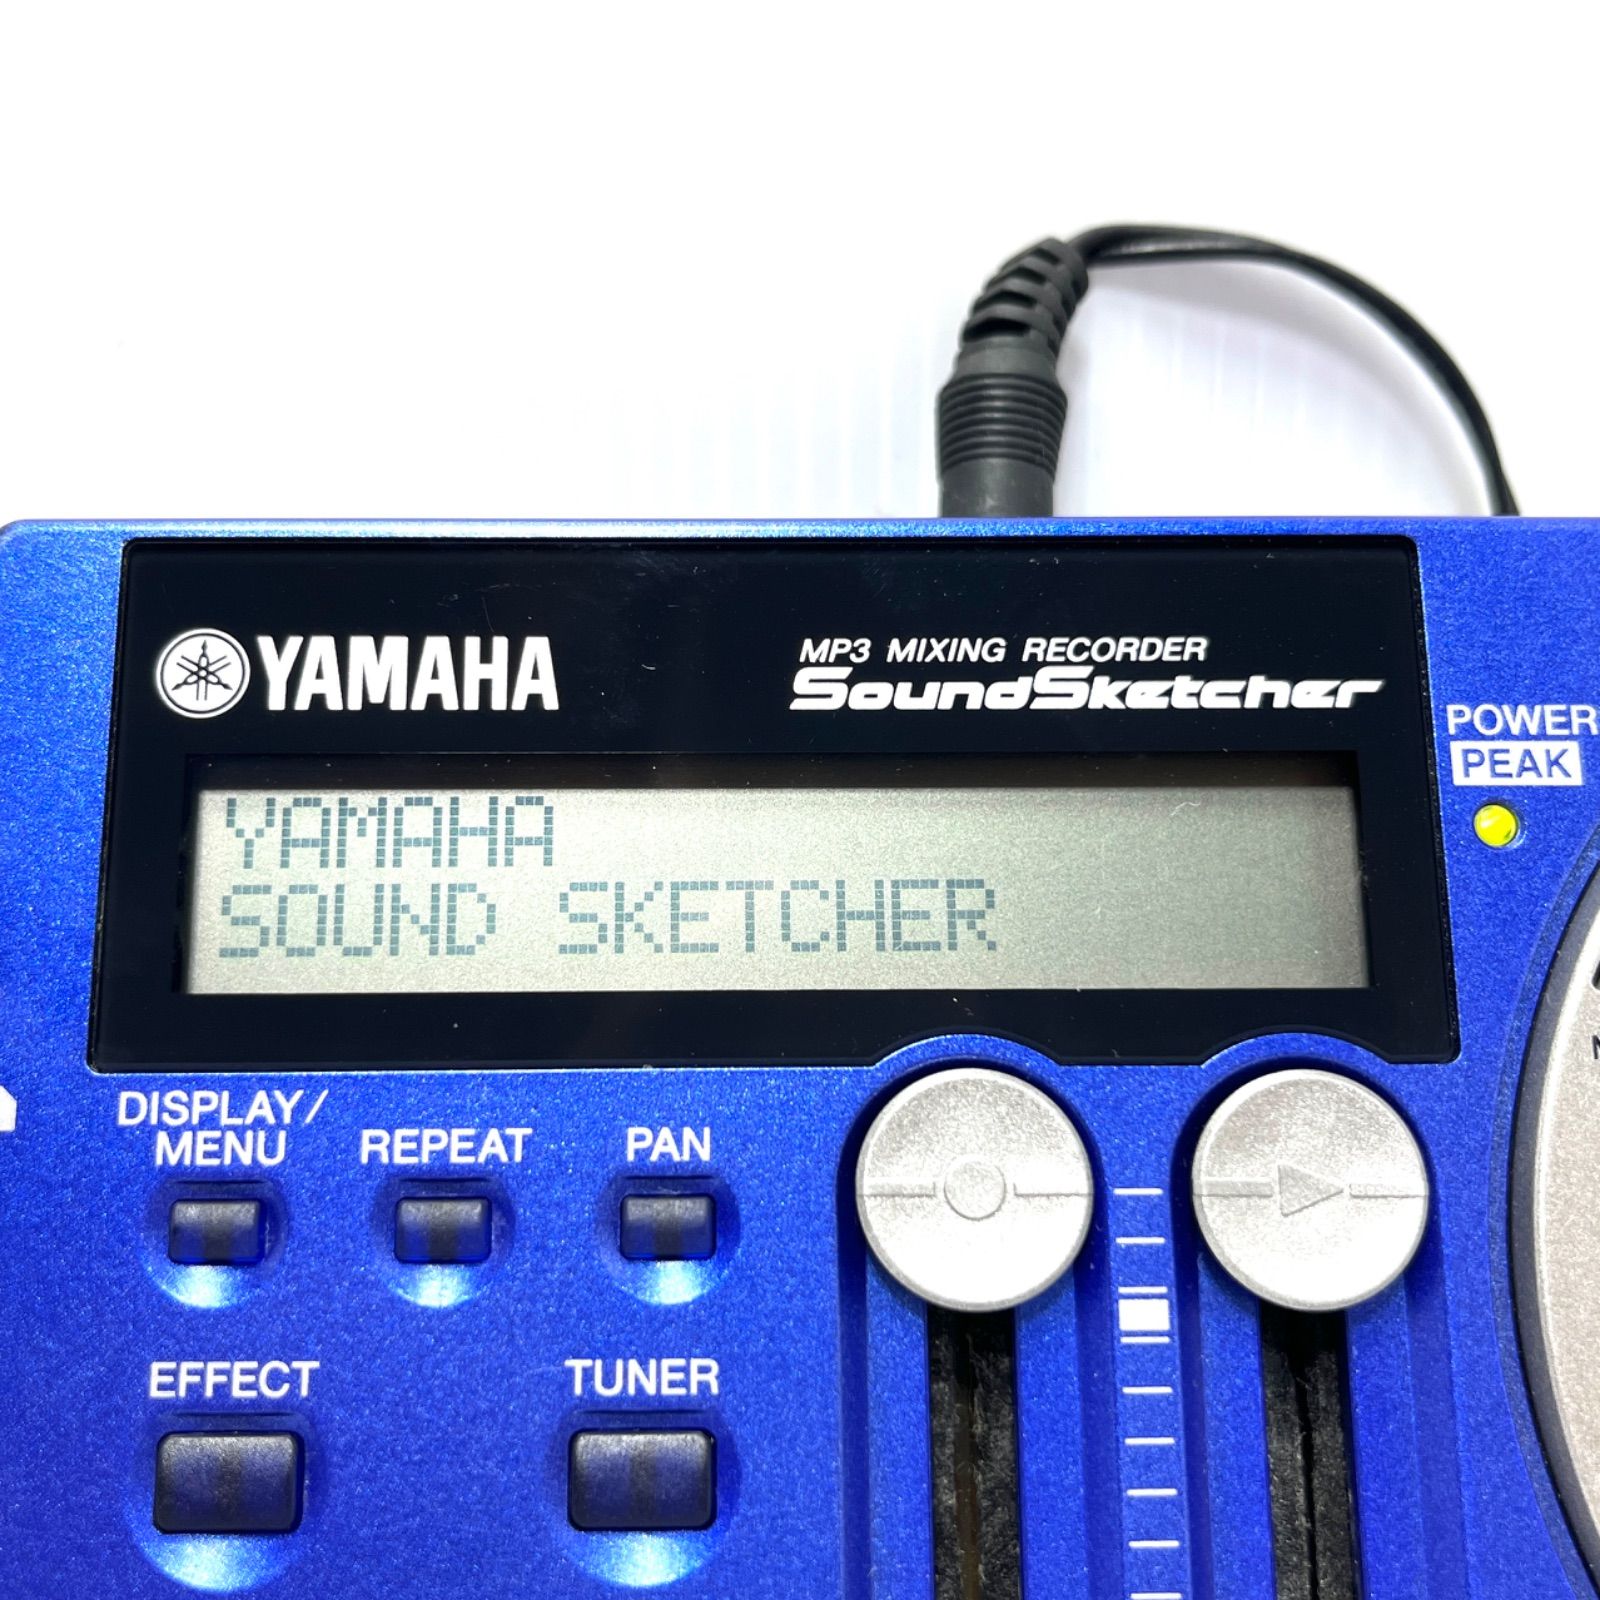 YAMAHA
MP3 MIXING RECORDER
SoundSketcher
POWER
PEAK
YAMAHA
SOUND SKETCHER
DISPLAY/
MENU
REPEAT
PAN
EFFECT
TUNER